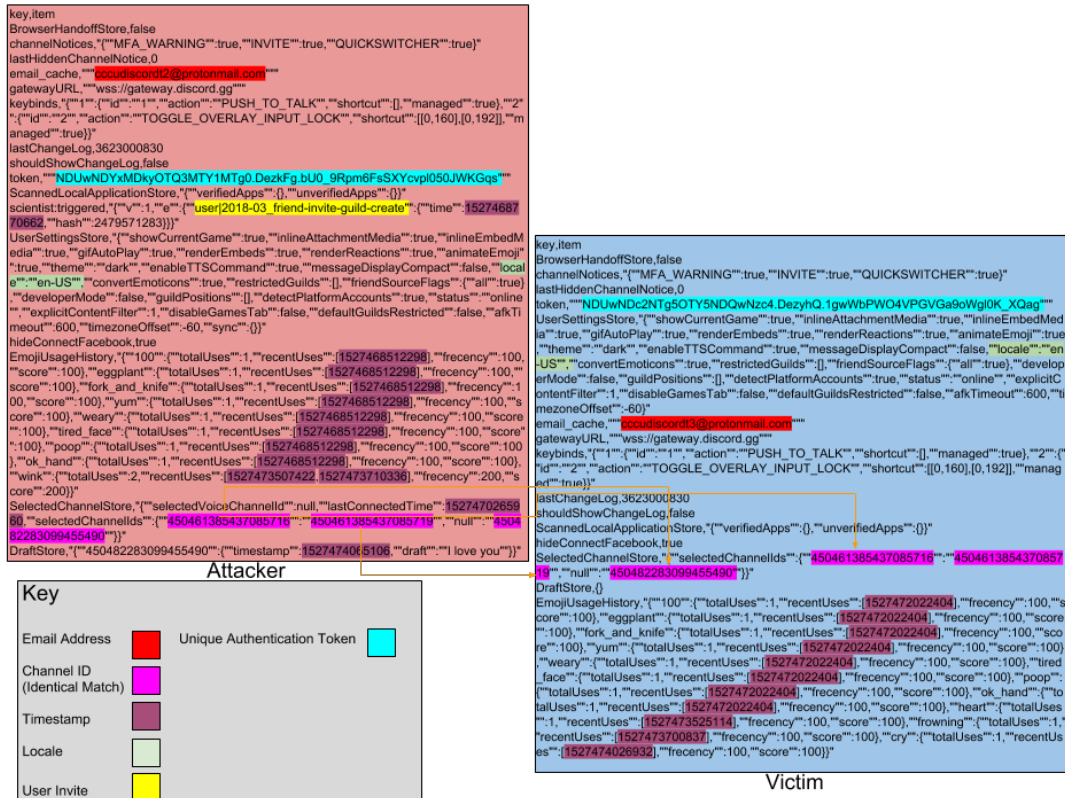 key,item
BrowserHandoffStore,false
channelNotices,"{""MFA_WARNING"":true,""INVITE"":true,""QUICKSWITCHER"":true}"
lastHiddenChannelNotice,0
email_cache,"""cccudiscordt2@protonmail.com"""
gatewayURL,"""wss://gateway.discord.gg"""
keybinds,"{""1"":{""id"":""1"",""action"":""PUSH_TO_TALK"",""shortcut"":[],""managed"":true},""2"
":{""id"":""2"",""action"":""TOGGLE_OVERLAY_INPUT_LOCK"",""shortcut"":[[0,160],[0,192]],""m
anaged"":true}}"
lastChangeLog,3623000830
shouldShowChangeLog,false
token,"""NDUwNDYxMDkyOTQ3MTY1MTg0.DezkFg.bU0_9Rpm6FsSXYcvpl050JWKGqs"""
ScannedLocalApplicationStore,"{""verifiedApps"":{},""unverifiedApps"":{}}"
scientist:triggered,"{""v"":1,""e"":{""user|2018-03_friend-invite-guild-create"":{""time"":15274687
70662,""hash"":2479571283}}}"
UserSettingsStore,"{""showCurrentGame"":true,""inlineAttachmentMedia"":true,""inlineEmbedM
edia"":true,""gifAutoPlay"":true,""renderEmbeds"":true,""renderReactions"":true,""animateEmoji"
":true,""theme"":""dark"",""enableTTSCommand"":true,""messageDisplayCompact"":false,""local
e"":""en-US"",""convertEmoticons"":true,""restrictedGuilds"":[],""friendSourceFlags"":{""all"":true}
,""developerMode"":false,""guildPositions"":[],""detectPlatformAccounts"":true,""status"":""online
"",""explicitContentFilter"":1,""disableGamesTab"":false,""defaultGuildsRestricted"":false,""afkTi
meout"":600,""timezoneOffset"":-60,""sync"":{}}"
hideConnectFacebook,true
EmojiUsageHistory,"{""100"":{""totalUses"":1,""recentUses"":[1527468512298],""frecency"":100,
""score"":100},""eggplant"":{""totalUses"":1,""recentUses"":[1527468512298],""frecency"":100,""
score"":100},""fork_and_knife"":{""totalUses"":1,""recentUses"":[1527468512298],""frecency"":1
00,""score"":100},""yum"":{""totalUses"":1,""recentUses"":[1527468512298],""frecency"":100,""s
core"":100},""weary"":{""totalUses"":1,""recentUses"":[1527468512298],""frecency"":100,""score
"":100},""tired_face"":{""totalUses"":1,""recentUses"":[1527468512298],""frecency"":100,""score"
":100},""poop"":{""totalUses"":1,""recentUses"":[1527468512298],""frecency"":100,""score"":100
},""ok_hand"":{""totalUses"":1,""recentUses"":[1527468512298],""frecency"":100,""score"":100},
""wink"":{""totalUses"":2,""recentUses"":[1527473507422,1527473710336],""frecency"":200,""s
core"":200}}"
SelectedChannelStore,"{""selectedVoiceChannelId"":null,""lastConnectedTime"":15274702659
60,""selectedChannelIds"":{""450461385437085716"":""450461385437085719"",""null"":""4504
82283099455490""}}"
DraftStore,"{""450482283099455490"":{""timestamp"":1527474065106,""draft"":""I love you""}}"
Attacker
key,item
BrowserHandoffStore,false
channelNotices,"{""MFA_WARNING"":true,""INVITE"":true,""QUICKSWITCHER"":true}"
lastHiddenChannelNotice,0
token,"""NDUwNDc2NTg5OTY5NDQwNzc4.DezyhQ.1gwWbPWO4VPGVGa9oWgl0K_XQag"""
UserSettingsStore,"{""showCurrentGame"":true,""inlineAttachmentMedia"":true,""inlineEmbedMed
ia"":true,""gifAutoPlay"":true,""renderEmbeds"":true,""renderReactions"":true,""animateEmoji"":true
,""theme"":""dark"",""enableTTSCommand"":true,""messageDisplayCompact"":false,""locale"":""en
-US"",""convertEmoticons"":true,""restrictedGuilds"":[],""friendSourceFlags"":{""all"":true},""develop
erMode"":false,""guildPositions"":[],""detectPlatformAccounts"":true,""status"":""online"",""explicitC
ontentFilter"":1,""disableGamesTab"":false,""defaultGuildsRestricted"":false,""afkTimeout"":600,""ti
mezoneOffset"":-60}"
email_cache,"""cccudiscordt3@protonmail.com"""
gatewayURL,"""wss://gateway.discord.gg"""
keybinds,"{""1"":{""id"":""1"",""action"":""PUSH_TO_TALK"",""shortcut"":[],""managed"":true},""2"":{"
"id"":""2"",""action"":""TOGGLE_OVERLAY_INPUT_LOCK"",""shortcut"":[[0,160],[0,192]],""manag
ed"":true}}"
lastChangeLog,3623000830
shouldShowChangeLog,false
ScannedLocalApplicationStore,"{""verifiedApps"":{},""unverifiedApps"":{}}"
hideConnectFacebook,true
SelectedChannelStore,"{""selectedChannelIds"":{""450461385437085716"":""4504613854370857
19"",""null"":""450482283099455490""}}"
DraftStore,{}
EmojiUsageHistory,"{""100"":{""totalUses"":1,""recentUses"":[1527472022404],""frecency"":100,""s
core"":100},""eggplant"":{""totalUses"":1,""recentUses"":[1527472022404],""frecency"":100,""score
"":100},""fork_and_knife"":{""totalUses"":1,""recentUses"":[1527472022404],""frecency"":100,""sco
re"":100},""yum"":{""totalUses"":1,""recentUses"":[1527472022404],""frecency"":100,""score"":100}
,""weary"":{""totalUses"":1,""recentUses"":[1527472022404],""frecency"":100,""score"":100},""tired
_face"":{""totalUses"":1,""recentUses"":[1527472022404],""frecency"":100,""score"":100},""poop"":
{""totalUses"":1,""recentUses"":[1527472022404],""frecency"":100,""score"":100},""ok_hand"":{""to
talUses"":1,""recentUses"":[1527472022404],""frecency"":100,""score"":100},""heart"":{""totalUses"
":1,""recentUses"":[1527473525114],""frecency"":100,""score"":100},""frowning"":{""totalUses"":1,"
"recentUses"":[1527473700837],""frecency"":100,""score"":100},""cry"":{""totalUses"":1,""recentUs
es"":[1527474026932],""frecency"":100,""score"":100}}"
Victim
Key
Email Address
Unique Authentication Token
Channel ID
(Identical Match)
Timestamp
Locale
User Invite